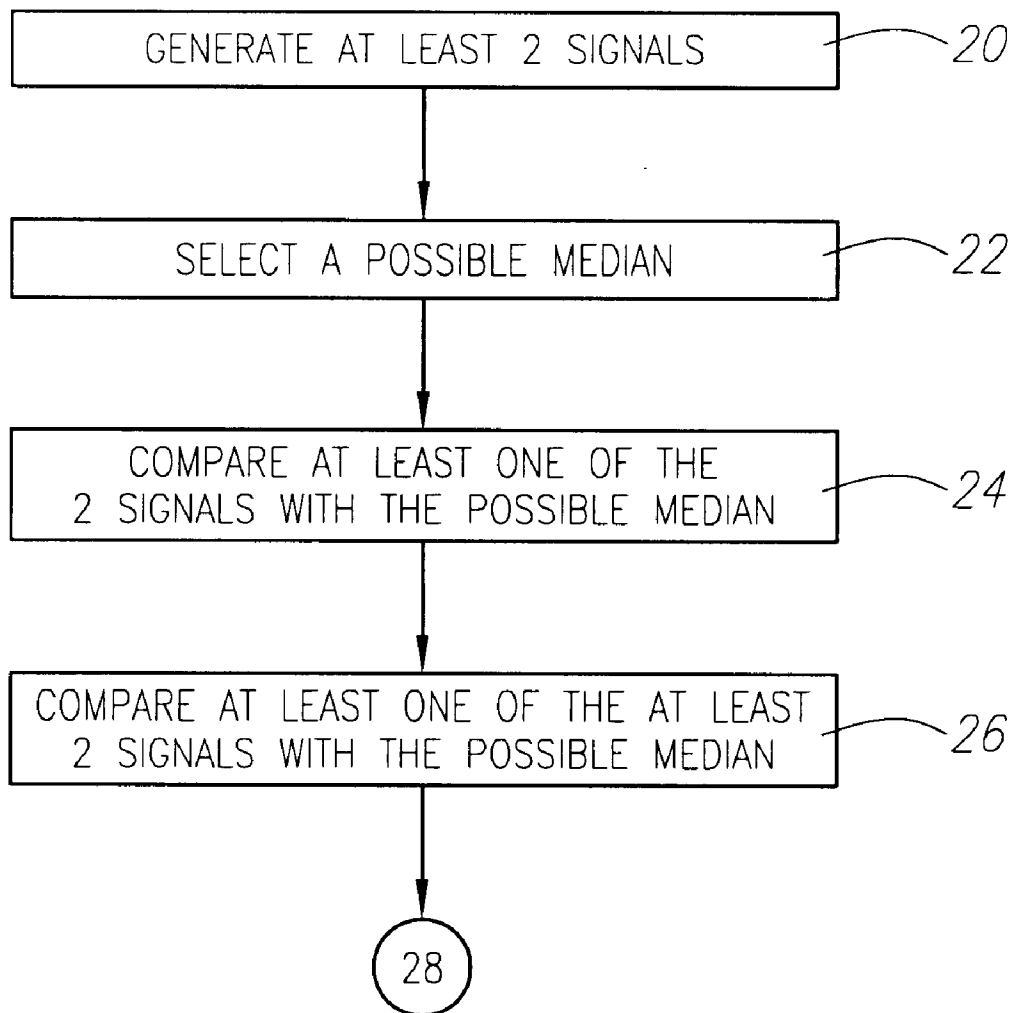 GENERATE AT LEAST 2 SIGNALS
20
SELECT A POSSIBLE MEDIAN
22
COMPARE AT LEAST ONE OF THE
2 SIGNALS WITH THE POSSIBLE MEDIAN
24
COMPARE AT LEAST ONE OF THE AT LEAST
2 SIGNALS WITH THE POSSIBLE MEDIAN
26
28